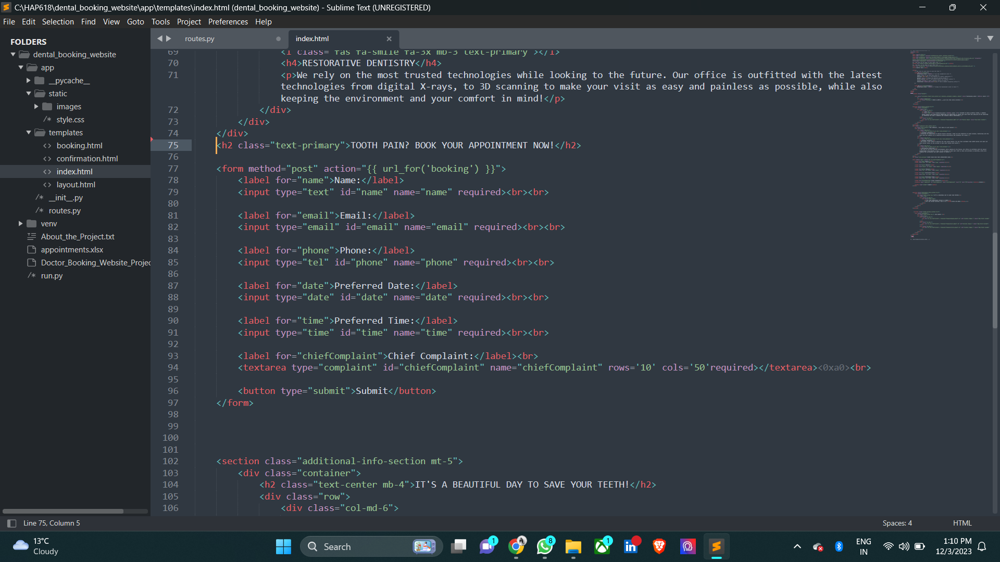 C:\HAP618\dental_booking_website\app\templates\index.html (dental_booking_website) - Sublime Text (UNREGISTERED)
File Edit Selection Find View Goto Tools Project Preferences Help
FOLDERS
dental_booking_website
app
__pycache__
static
images
/* style.css
templates
<> booking.html
<> confirmation.html
<> index.html
<> layout.html
/* __init__.py
/* routes.py
venv
About_the_Project.txt
appointments.xlsx
Doctor_Booking_Website_Projec
/* run.py
routes.py
index.html
69 <i class="fas fa-smile fa-3x mb-3 text-primary"></i>
70 <h4>RESTORATIVE DENTISTRY</h4>
71 <p>We rely on the most trusted technologies while looking to the future. Our office is outfitted with the latest
technologies from digital X-rays, to 3D scanning to make your visit as easy and painless as possible, while also
keeping the environment and your comfort in mind!</p>
72 </div>
73 </div>
74 </div>
75 <h2 class="text-primary">TOOTH PAIN? BOOK YOUR APPOINTMENT NOW!</h2>
76
77 <form method="post" action="{{ url_for('booking') }}">
78 <label for="name">Name:</label>
79 <input type="text" id="name" name="name" required><br><br>
80
81 <label for="email">Email:</label>
82 <input type="email" id="email" name="email" required><br><br>
83
84 <label for="phone">Phone:</label>
85 <input type="tel" id="phone" name="phone" required><br><br>
86
87 <label for="date">Preferred Date:</label>
88 <input type="date" id="date" name="date" required><br><br>
89
90 <label for="time">Preferred Time:</label>
91 <input type="time" id="time" name="time" required><br><br>
92
93 <label for="chiefComplaint">Chief Complaint:</label><br>
94 <textarea type="complaint" id="chiefComplaint" name="chiefComplaint" rows='10' cols='50'required></textarea><0xa0><br>
95
96 <button type="submit">Submit</button>
97 </form>
98
99
100
101
102 <section class="additional-info-section mt-5">
103 <div class="container">
104 <h2 class="text-center mb-4">IT'S A BEAUTIFUL DAY TO SAVE YOUR TEETH!</h2>
105 <div class="row">
106 <div class="col-md-6">
Line 75, Column 5
Spaces: 4
HTML
13°C
Cloudy
Search
1
8
1
in
ENG
IN
1:10 PM
12/3/2023